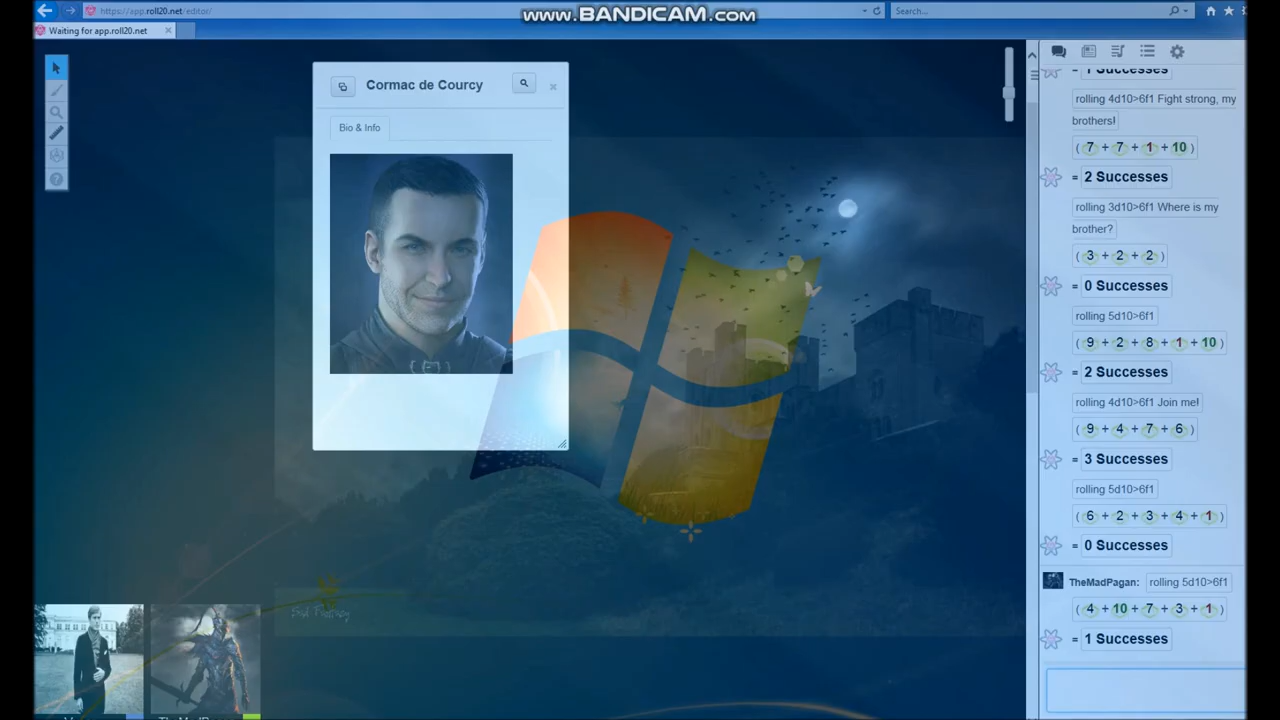 https://app.roll20.net/editor/
www.BANDICAM.com
Search...
Waiting for app.roll20.net
Cormac de Courcy
Bio & Info
= 1 Successes
rolling 4d10>6f1 Fight strong, my
brothers!
( 7 + 7 + 1 + 10 )
= 2 Successes
rolling 3d10>6f1 Where is my
brother?
( 3 + 2 + 2 )
= 0 Successes
rolling 5d10>6f1
( 9 + 2 + 8 + 1 + 10 )
= 2 Successes
rolling 4d10>6f1 Join me!
( 9 + 4 + 7 + 6 )
= 3 Successes
rolling 5d10>6f1
( 6 + 2 + 3 + 4 + 1 )
= 0 Successes
TheMadPagan: rolling 5d10>6f1
( 4 + 10 + 7 + 3 + 1 )
= 1 Successes